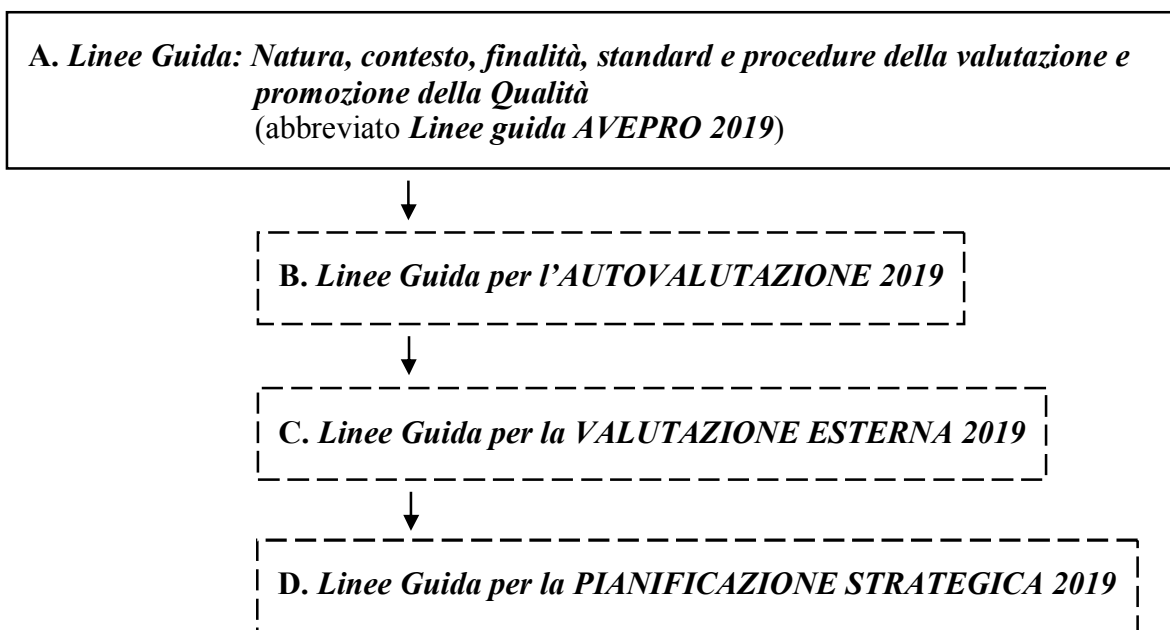 A. Linee Guida: Natura, contesto, finalità, standard e procedure della valutazione e
promozione della Qualità
(abbreviato Linee guida AVEPRO 2019)
B. Linee Guida per l’AUTOVALUTAZIONE 2019
C. Linee Guida per la VALUTAZIONE ESTERNA 2019
D. Linee Guida per la PIANIFICAZIONE STRATEGICA 2019